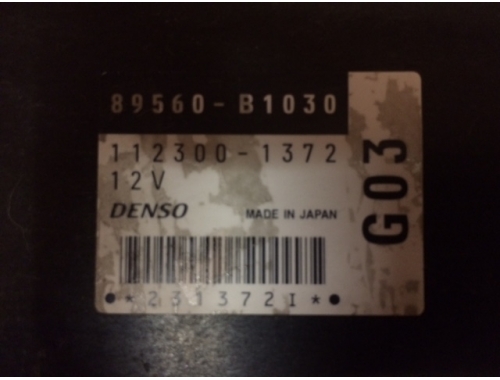 89560-B1030
112300-1372
12V
DENSO MADE IN JAPAN
G03
*231372I*